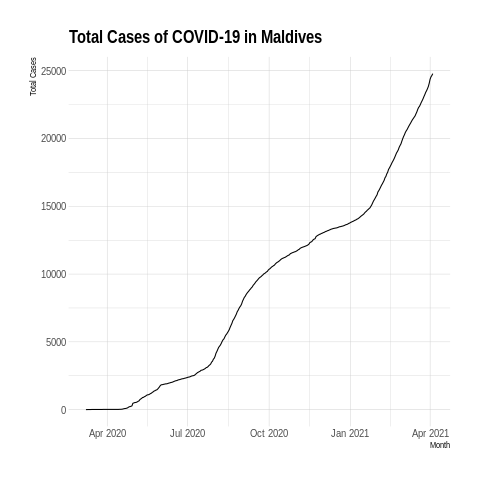 Total Cases of COVID-19 in Maldives
Total Cases
25000
20000
15000
10000
5000
0
Apr 2020 Jul 2020 Oct 2020 Jan 2021 Apr 2021
Month